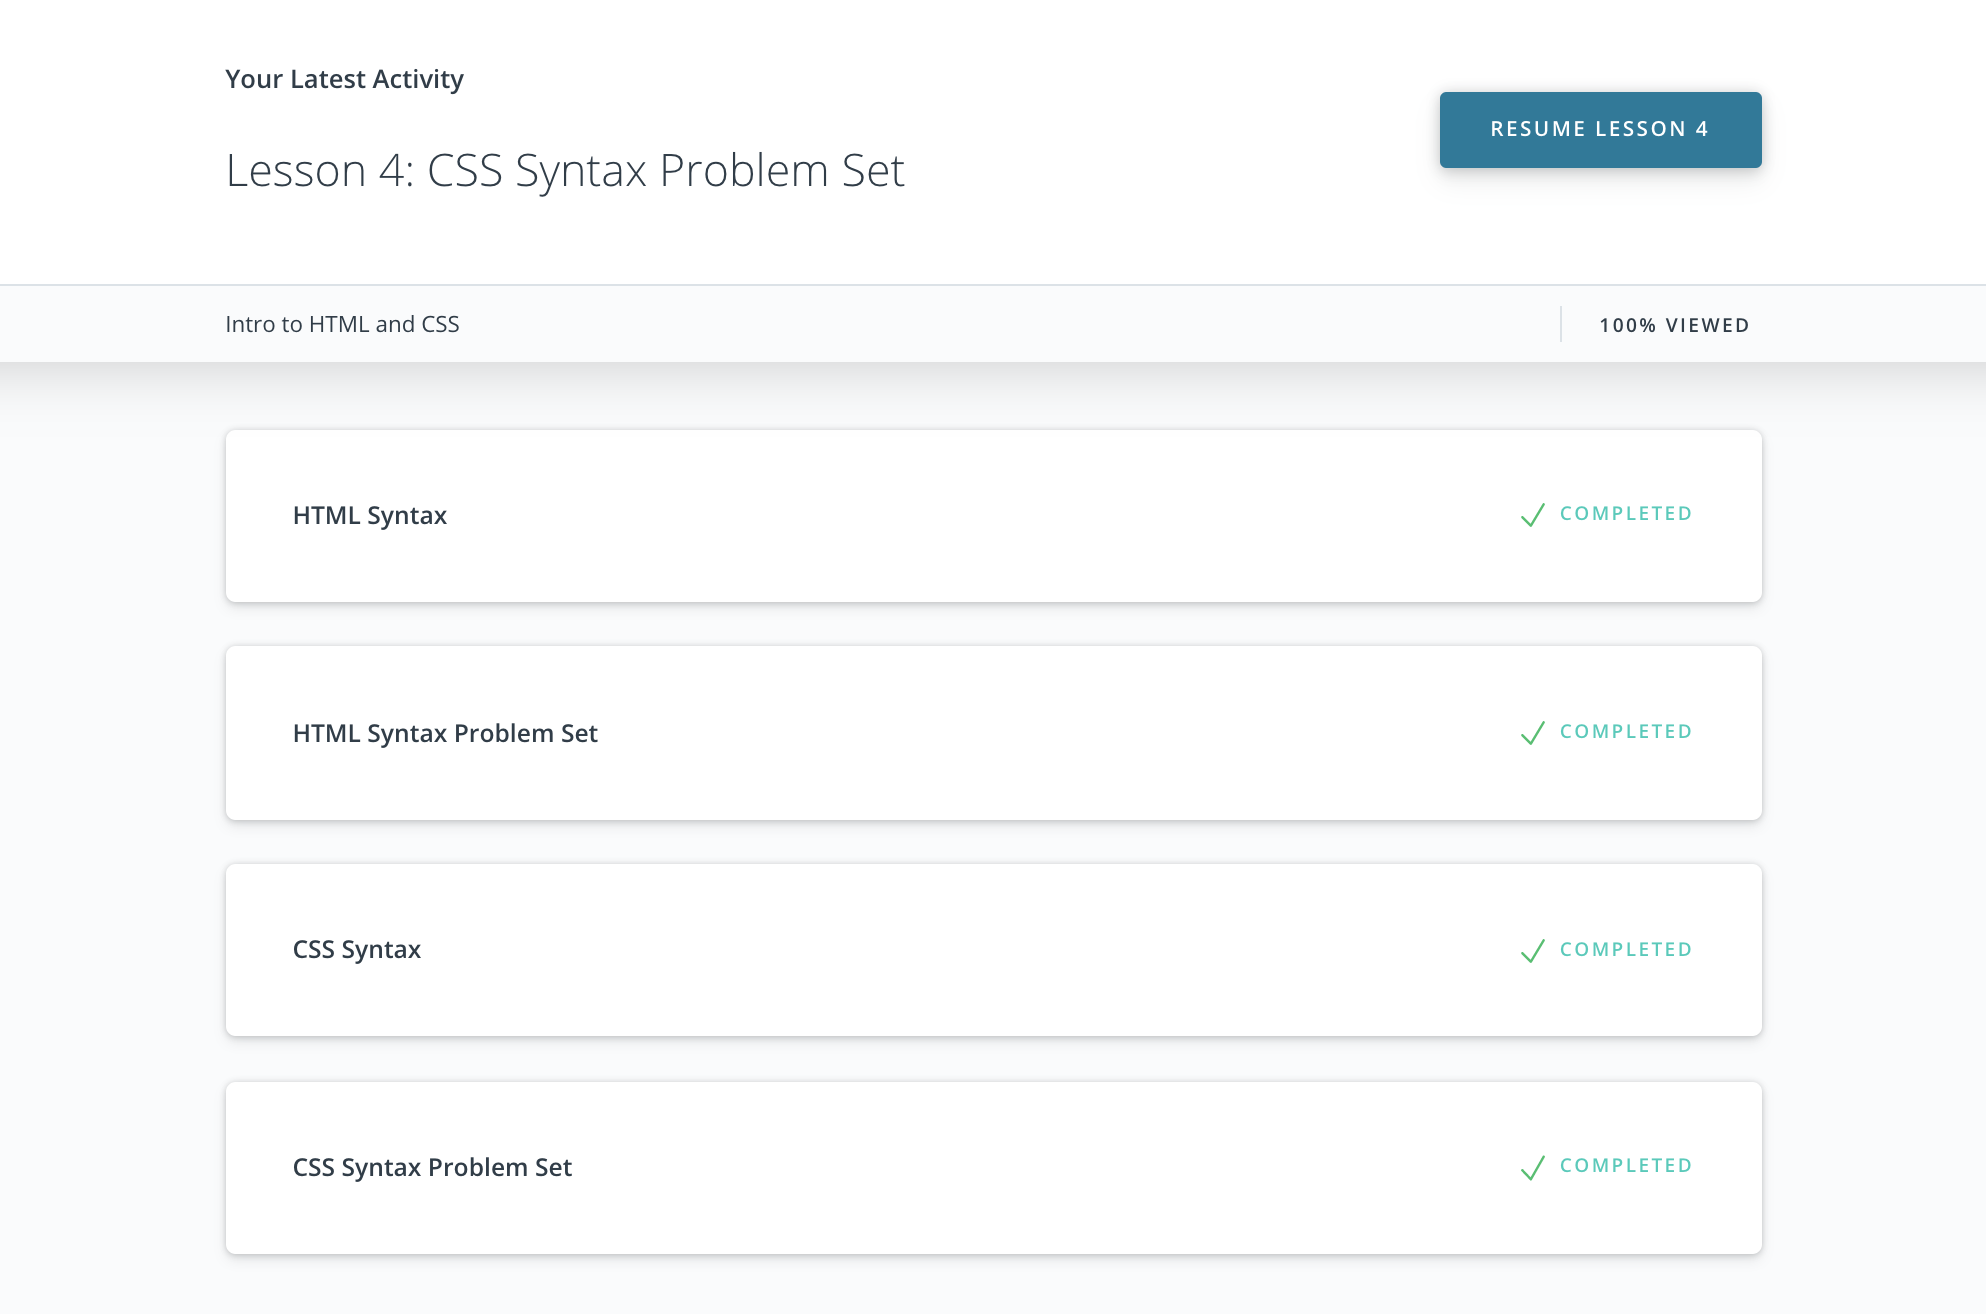 Your Latest Activity
Lesson 4: CSS Syntax Problem Set
RESUME LESSON 4
Intro to HTML and CSS
100% VIEWED
HTML Syntax
COMPLETED
HTML Syntax Problem Set
COMPLETED
CSS Syntax
COMPLETED
CSS Syntax Problem Set
COMPLETED